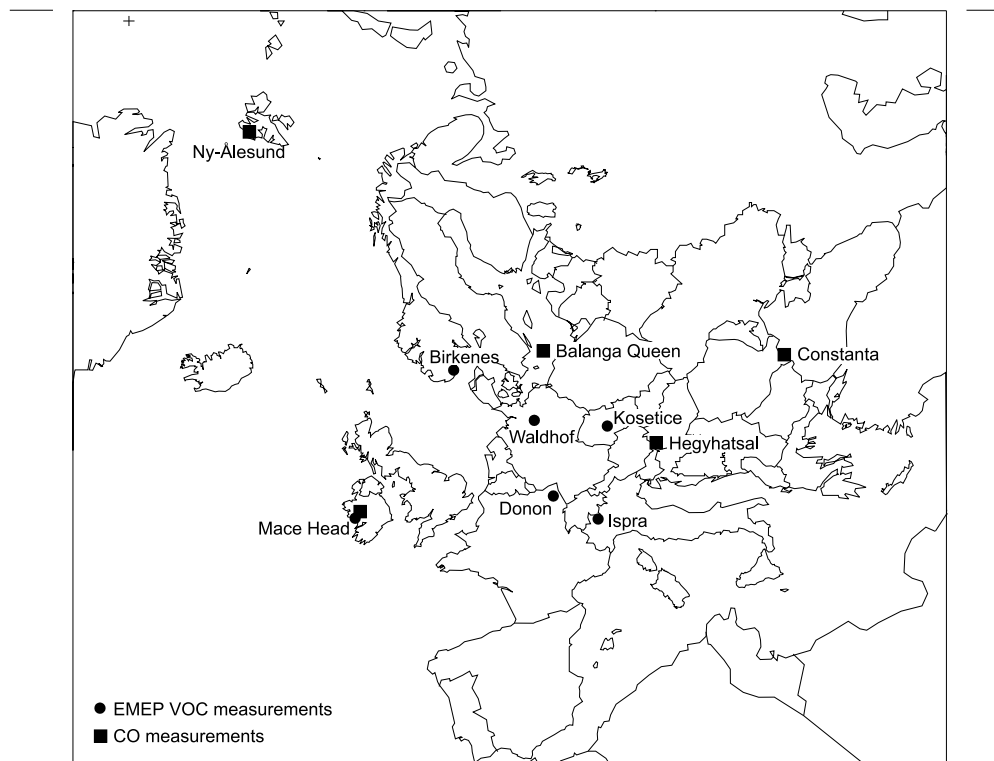 Ny-Ålesund
Birkenes
Balanga Queen
Constanta
Waldhof
Kosetice
Hegyhatsal
Donon
Ispra
Mace Head
EMEP VOC measurements
CO measurements